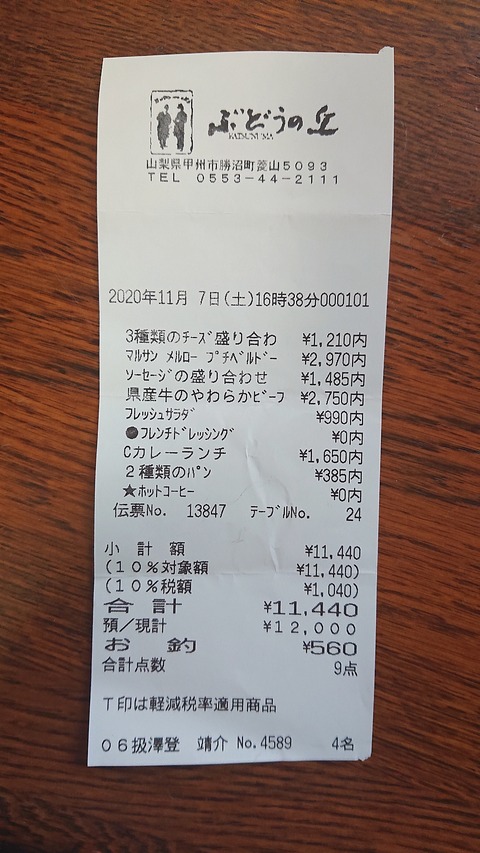 ぶどうの丘
KATSUNUMA
山梨県甲州市勝沼町菱山5093
TEL 0553-44-2111
2020年11月 7日(土)16時38分000101
3種類のﾁｰｽﾞ盛り合わ ¥1,210内
ﾏﾙｻﾝ ﾒﾙﾛｰ ﾌﾟﾁﾍﾞﾙﾄﾞｰ ¥2,970内
ｿｰｾｰｼﾞの盛り合わせ ¥1,485内
県産牛のやわらかﾋﾞｰﾌ ¥2,750内
ﾌﾚｯｼｭｻﾗﾀﾞ ¥990内
●ﾌﾚﾝﾁﾄﾞﾚｯｼﾝｸﾞ ¥0内
Cカレーランチ ¥1,650内
2種類のﾊﾟﾝ ¥385内
★ﾎｯﾄｺｰﾋｰ ¥0内
伝票No. 13847 ﾃｰﾌﾞﾙNo. 24
小 計 額 ¥11,440
(10%対象額 ¥11,440)
(10%税額 ¥1,040)
合 計 ¥11,440
預/現計 ¥12,000
お 釣 ¥560
合計点数 9点
T印は軽減税率適用商品
06扱澤登 靖介 No.4589 4名